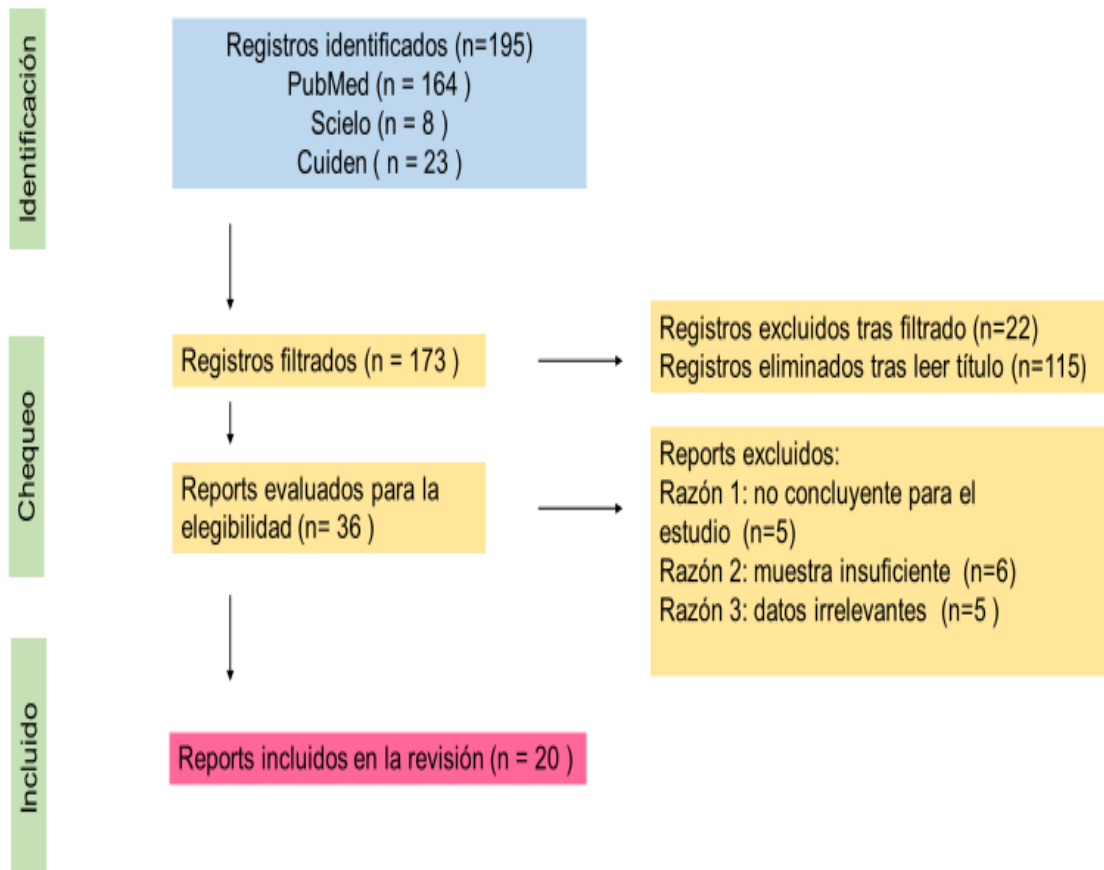 Identificación
Registros identificados (n=195)
PubMed (n = 164 )
Scielo (n = 8 )
Cuiden ( n = 23 )
Chequeo
Registros filtrados (n = 173 )
Registros excluidos tras filtrado (n=22)
Registros eliminados tras leer título (n=115)
Reports evaluados para la
elegibilidad (n= 36 )
Reports excluidos:
Razón 1: no concluyente para el
estudio (n=5)
Razón 2: muestra insuficiente (n=6)
Razón 3: datos irrelevantes (n=5 )
Incluido
Reports incluidos en la revisión (n = 20 )